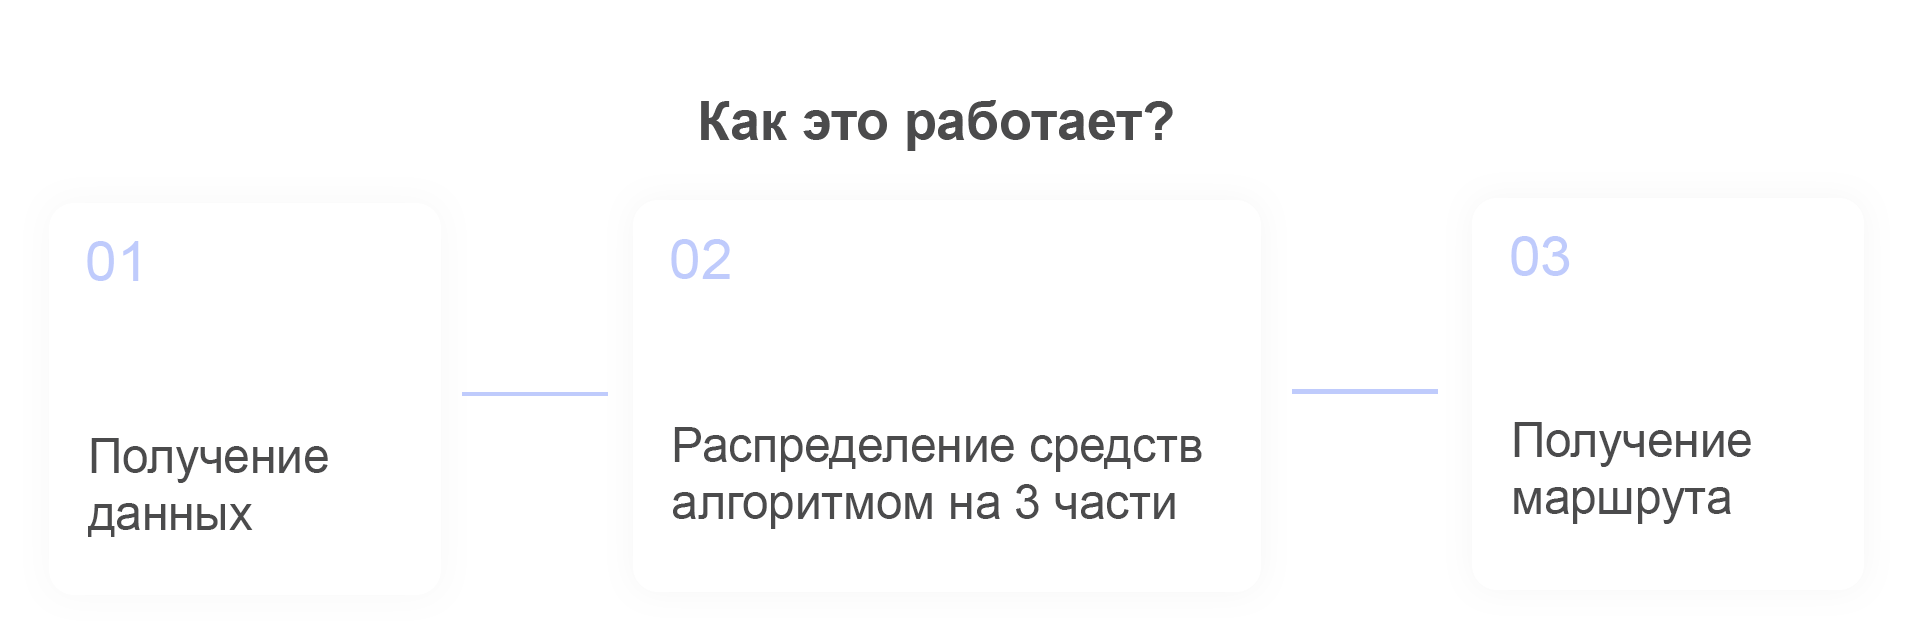 Как это работает?
01
Получение
данных
02
Распределение средств
алгоритмом на 3 части
03
Получение
маршрута